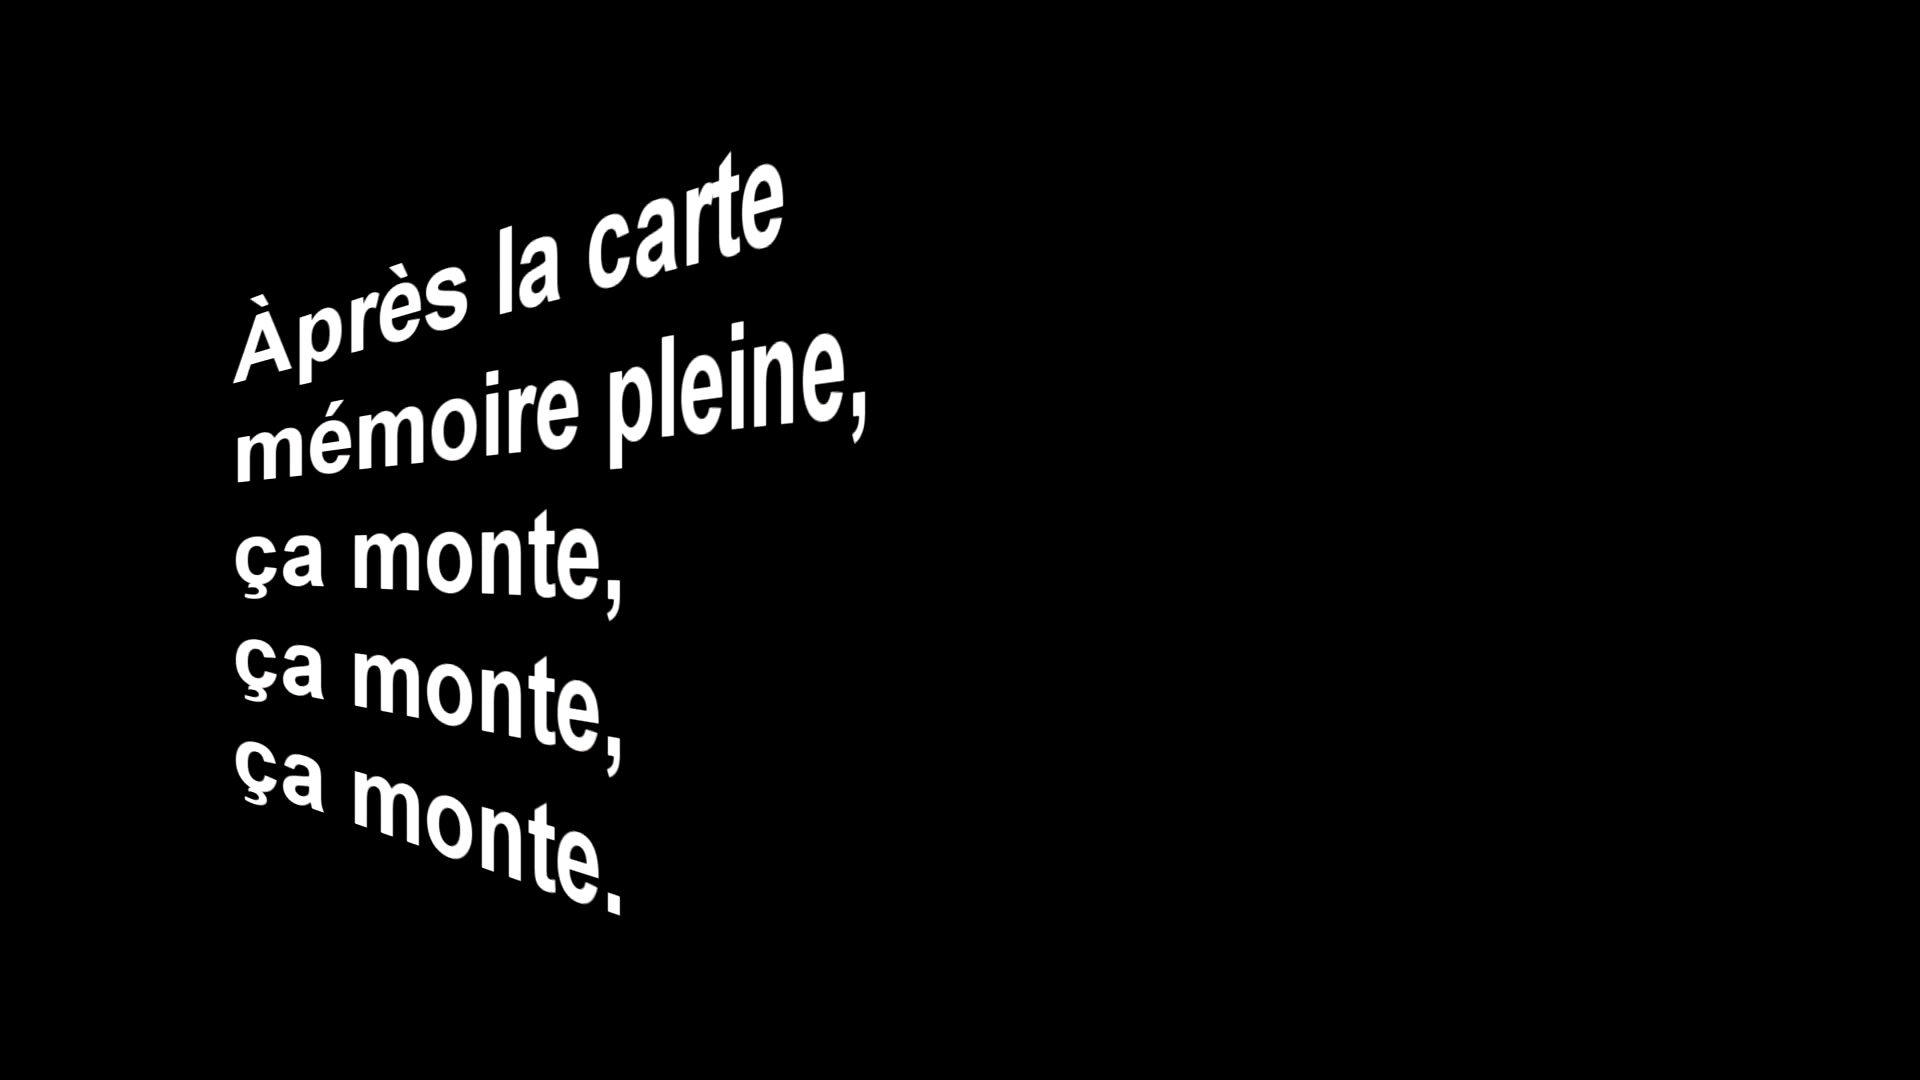 Àprès la carte
mémoire pleine,
ça monte,
ça monte,
ça monte.